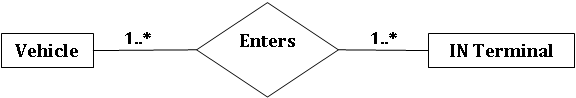 Vehicle
1..*
Enters
1..*
IN Terminal